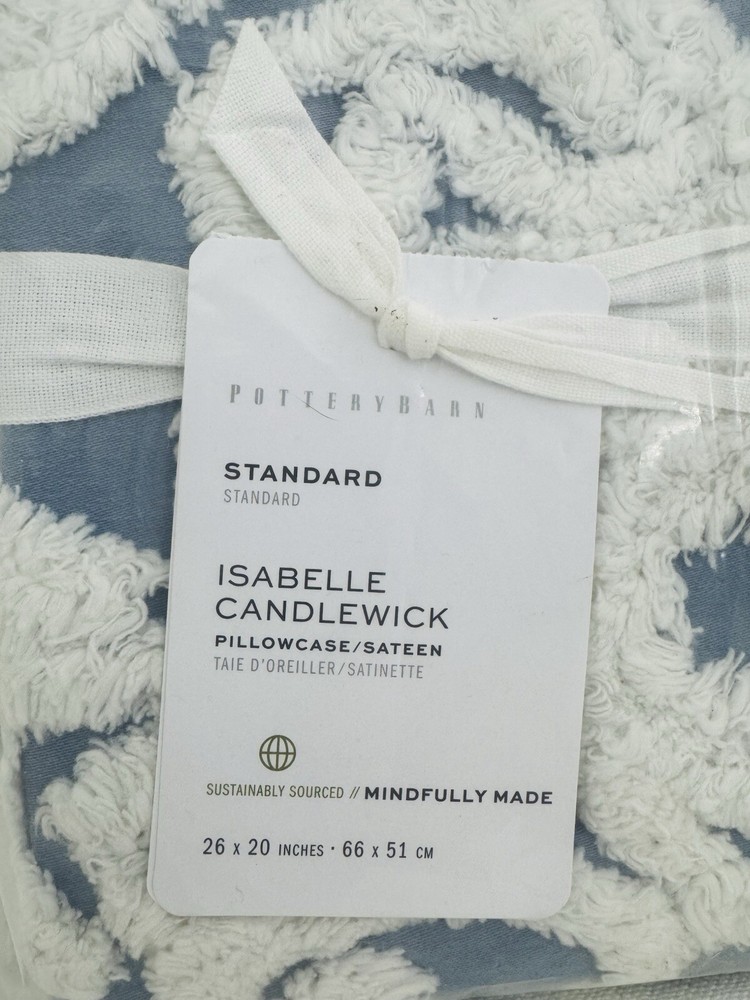 POTTERYBARN
STANDARD
STANDARD
ISABELLE
CANDLEWICK
PILLOWCASE/SATEEN
TAIE D'OREILLER/SATINETTE
SUSTAINABLY SOURCED // MINDFULLY MADE
26 x 20 INCHES · 66 x 51 CM